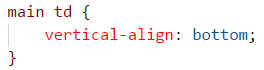 main td {
    vertical-align: bottom;
}